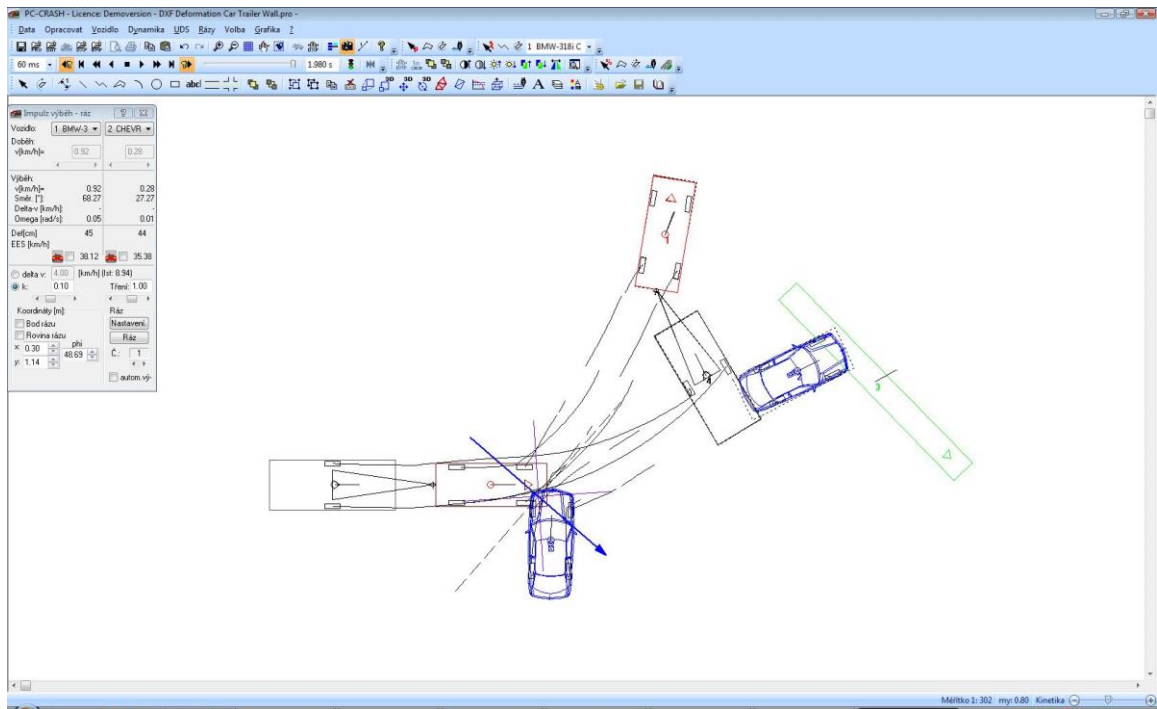 PC-CRASH - Licence: Demoversion - DXF Deformation Car Trailer Wall.pro -
Data Opracovat Vozidlo Dynamika UDS Rázy Volba Grafika ?
1 BMW-318i C
60 ms 1.980 s
abc 3D 3D 3D A
Impulz výběh - ráz
Vozidlo: 1 BMW-3 2 CHEVR
Doběh:
v[km/h]= 0.92 0.28
Výběh:
v[km/h]= 0.92 0.28
Směr. [°]: 68.27 27.27
Delta-v [km/h]: - -
Omega [rad/s]: 0.05 0.01
Def[cm] 45 44
EES [km/h]
38.12 35.38
delta v: 4.00 [km/h] (Ist: 8.94)
k: 0.10 Tření: 1.00
Koordináty [m]: Ráz
Bod rázu Nastavení.
Rovina rázu Ráz
x: 0.30 phi 48.69 Č.: 1
y: 1.14
autom.vý-
1
3
Měřítko 1: 302 my: 0.80 Kinetika